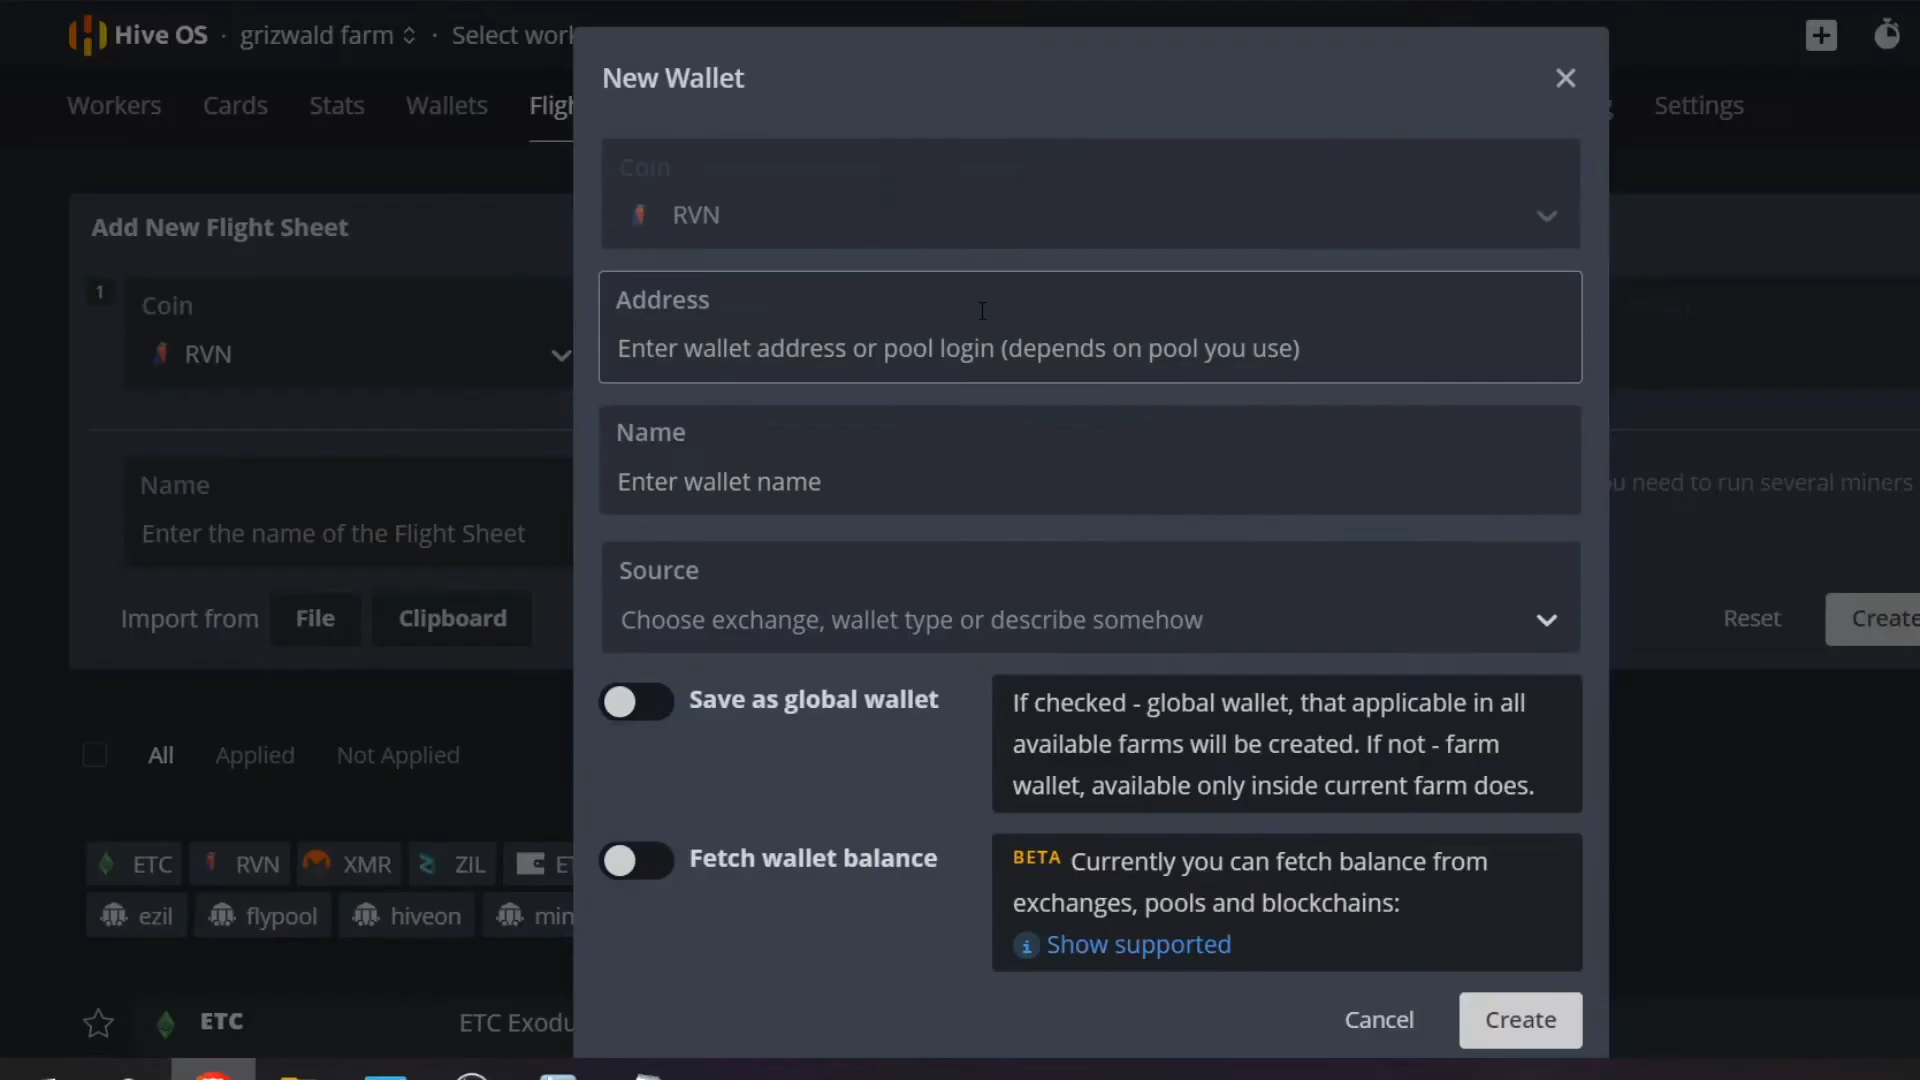 Hive OS · grizwald farm · Select
New Wallet
Workers Cards Stats Wallets Settings
Coin
RVN
Add New Flight Sheet
1
Coin
RVN
Address
Enter wallet address or pool login (depends on pool you use)
Name
Enter wallet name
Name
Enter the name of the Flight Sheet
need to run several miners
Source
Choose exchange, wallet type or describe somehow
Import from File Clipboard
Reset Create
Save as global wallet
If checked - global wallet, that applicable in all
available farms will be created. If not - farm
wallet, available only inside current farm does.
All Applied Not Applied
Fetch wallet balance
BETA Currently you can fetch balance from
exchanges, pools and blockchains:
Show supported
ETC RVN XMR ZIL
ezil flypool hiveon
ETC ETC
Cancel Create